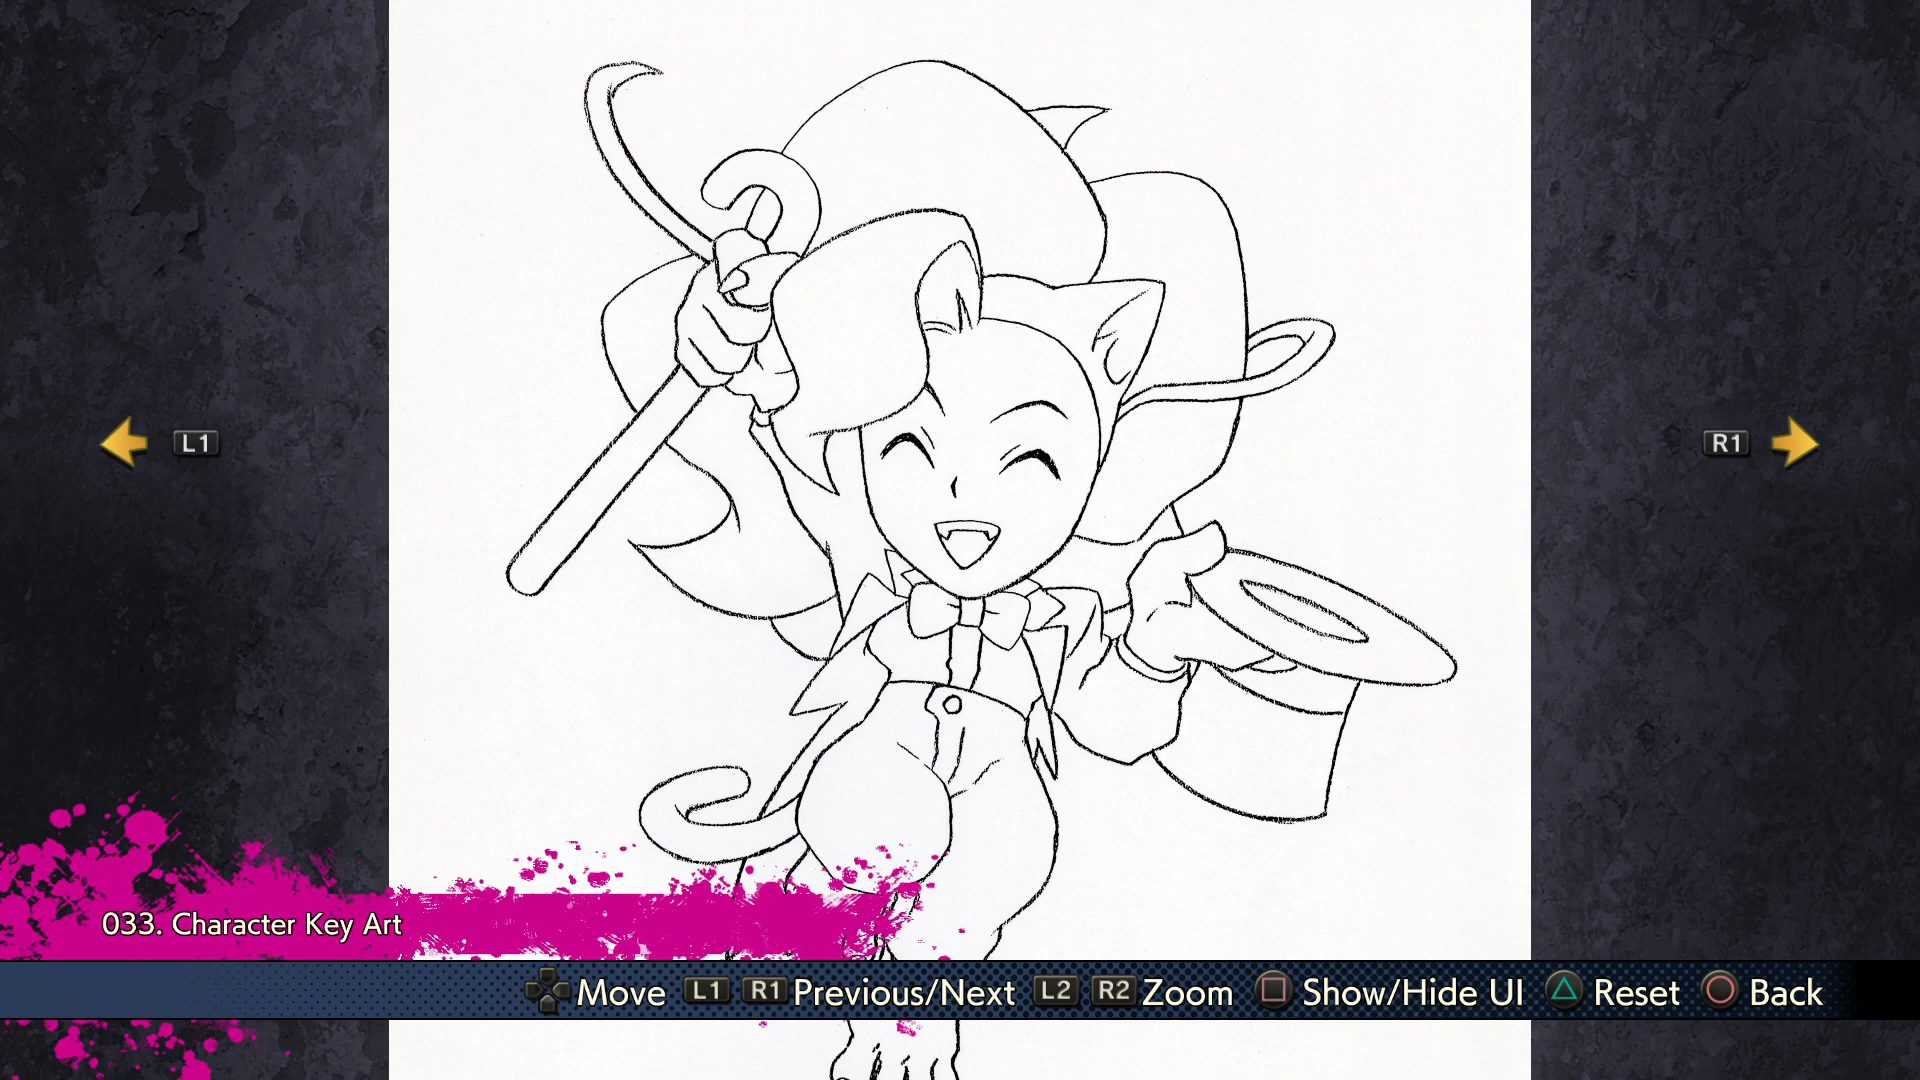 L1
R1
033. Character Key Art
Move L1 R1 Previous/Next L2 R2 Zoom Show/Hide UI Reset Back